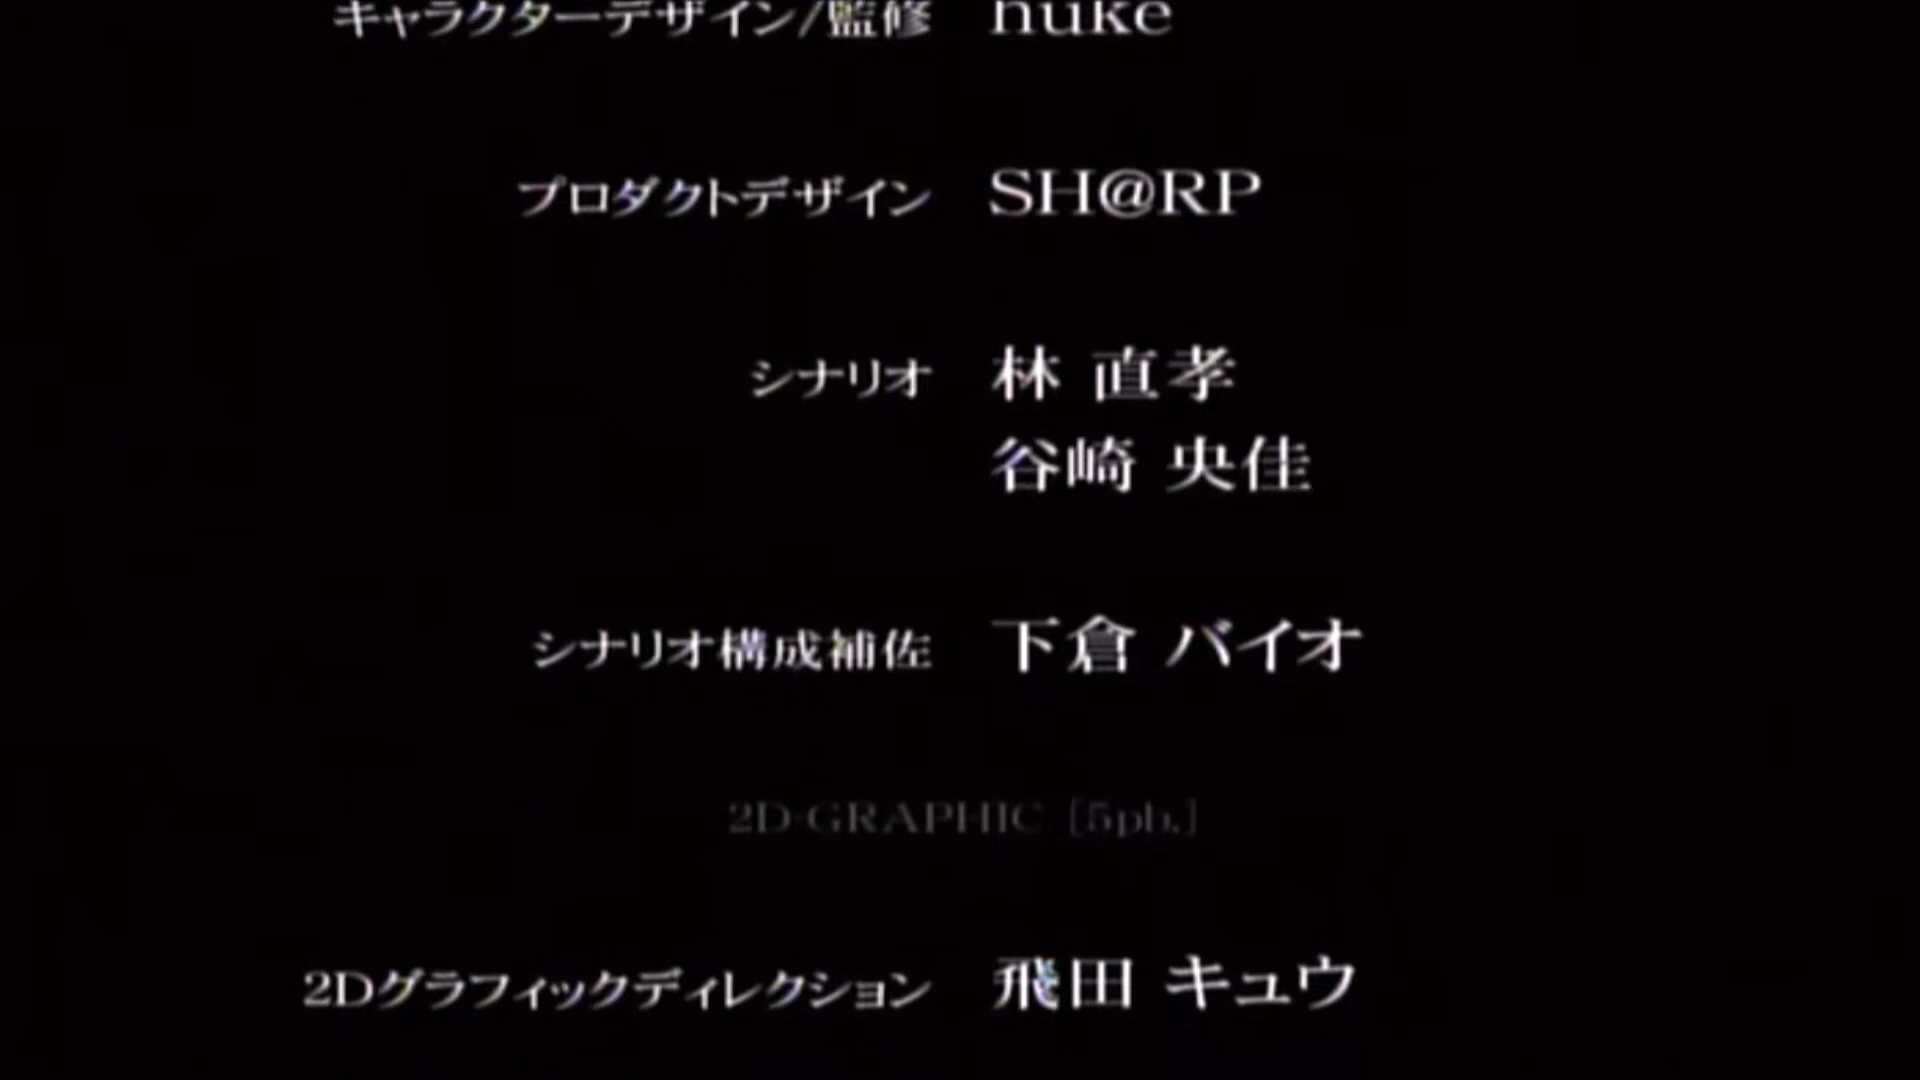 キャラクターデザイン/監修 huke
プロダクトデザイン SH@RP
シナリオ 林 直孝
谷崎 央佳
シナリオ構成補佐 下倉 バイオ
2D-GRAPHIC [5pb.]
2Dグラフィックディレクション 飛田 キュウ